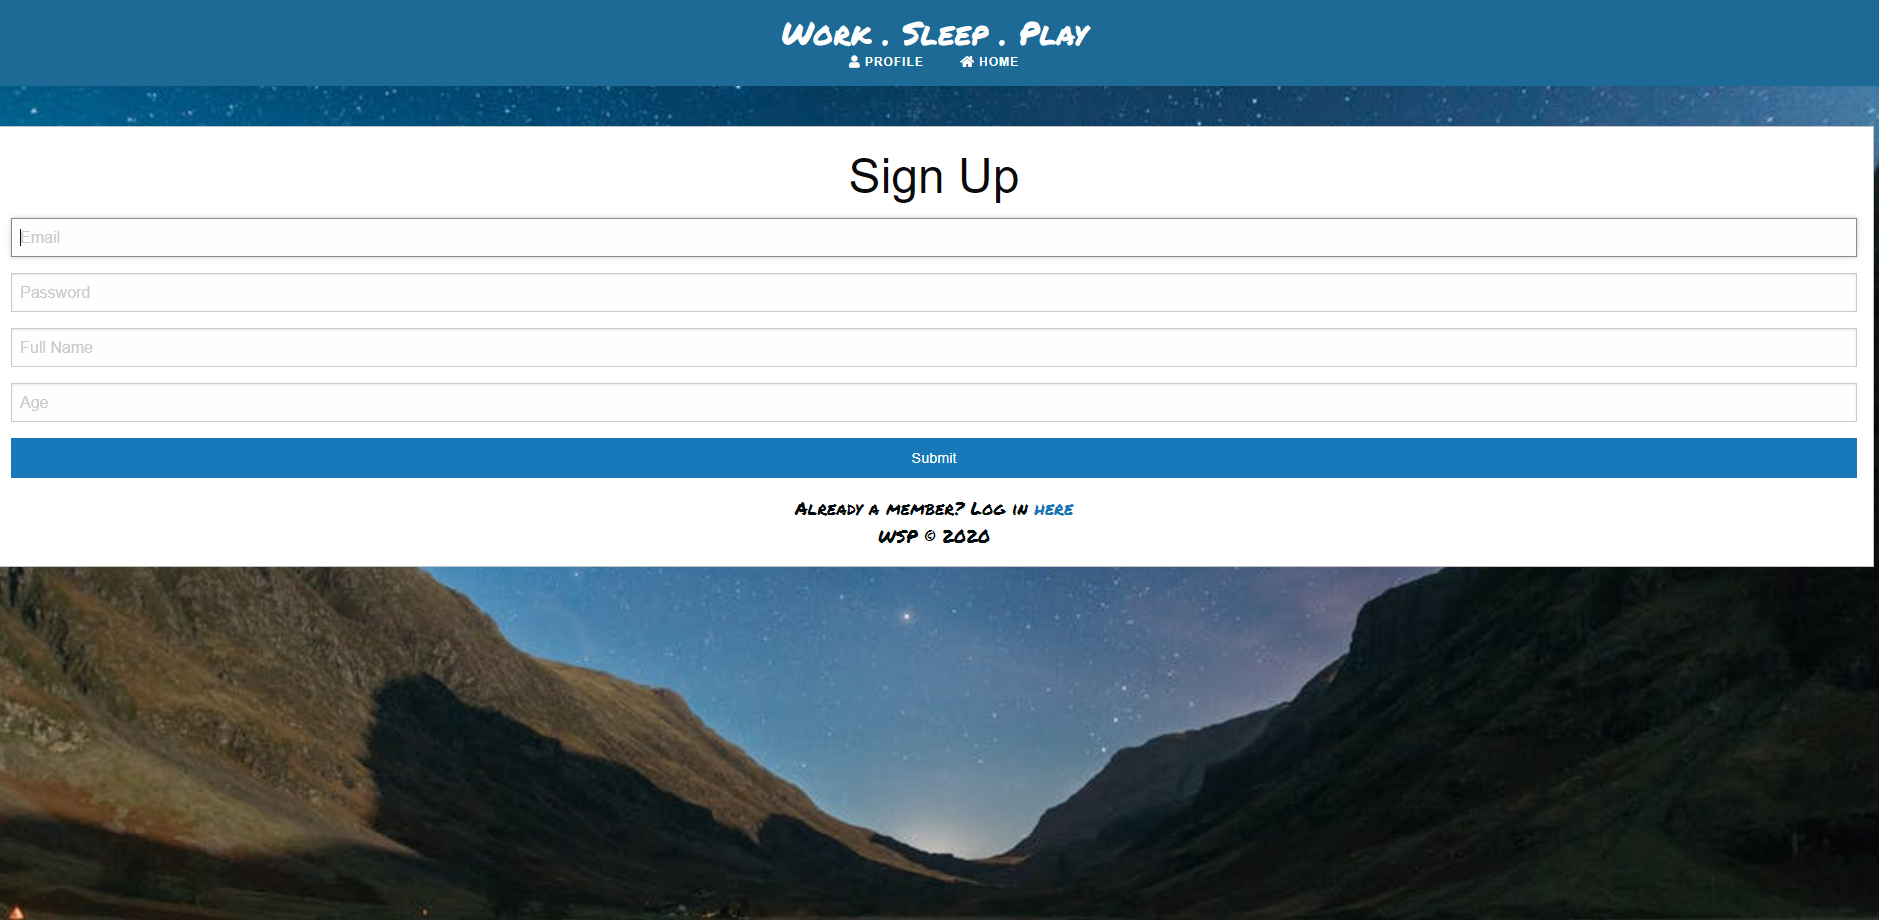 Work . Sleep . Play
PROFILE HOME
Sign Up
Email
Password
Full Name
Age
Submit
Already a member? Log in here
WSP © 2020